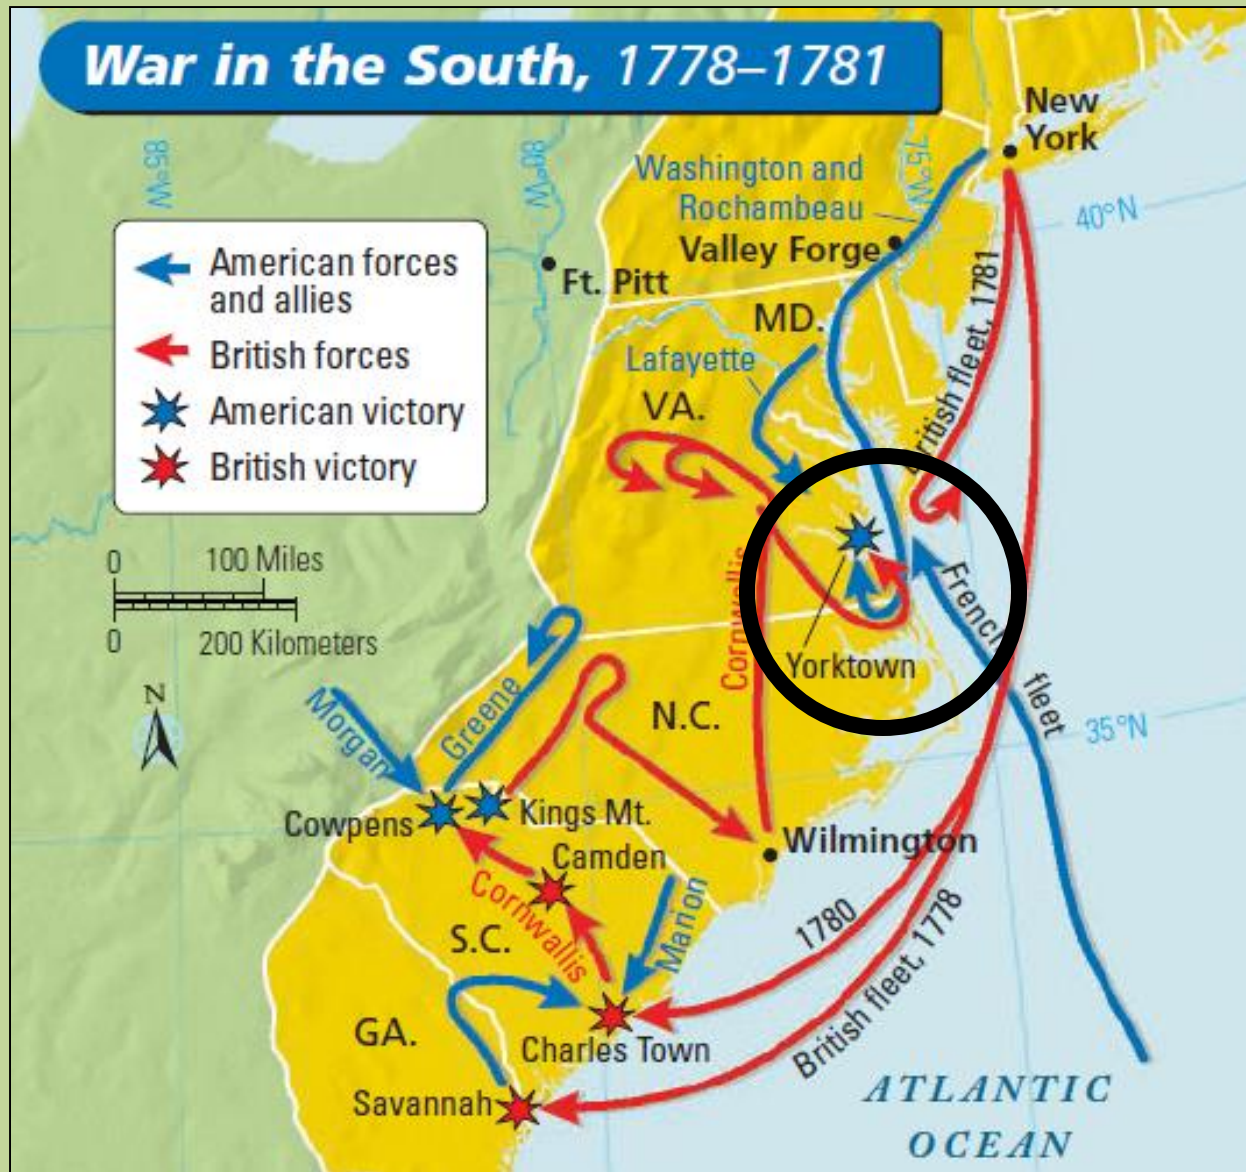 War in the South, 1778–1781
New
York
85°W
80°W
75°W
Washington and
Rochambeau
40°N
Valley Forge
Ft. Pitt
American forces
and allies
British forces
American victory
British victory
MD.
British fleet, 1781
Lafayette
VA.
0 100 Miles
0 200 Kilometers
Cornwallis
French fleet
Yorktown
N
Morgan
Greene
N.C.
35°N
Cowpens
Kings Mt.
Wilmington
Camden
Cornwallis
Marion
S.C.
1780
British fleet, 1778
GA.
Charles Town
Savannah
ATLANTIC
OCEAN